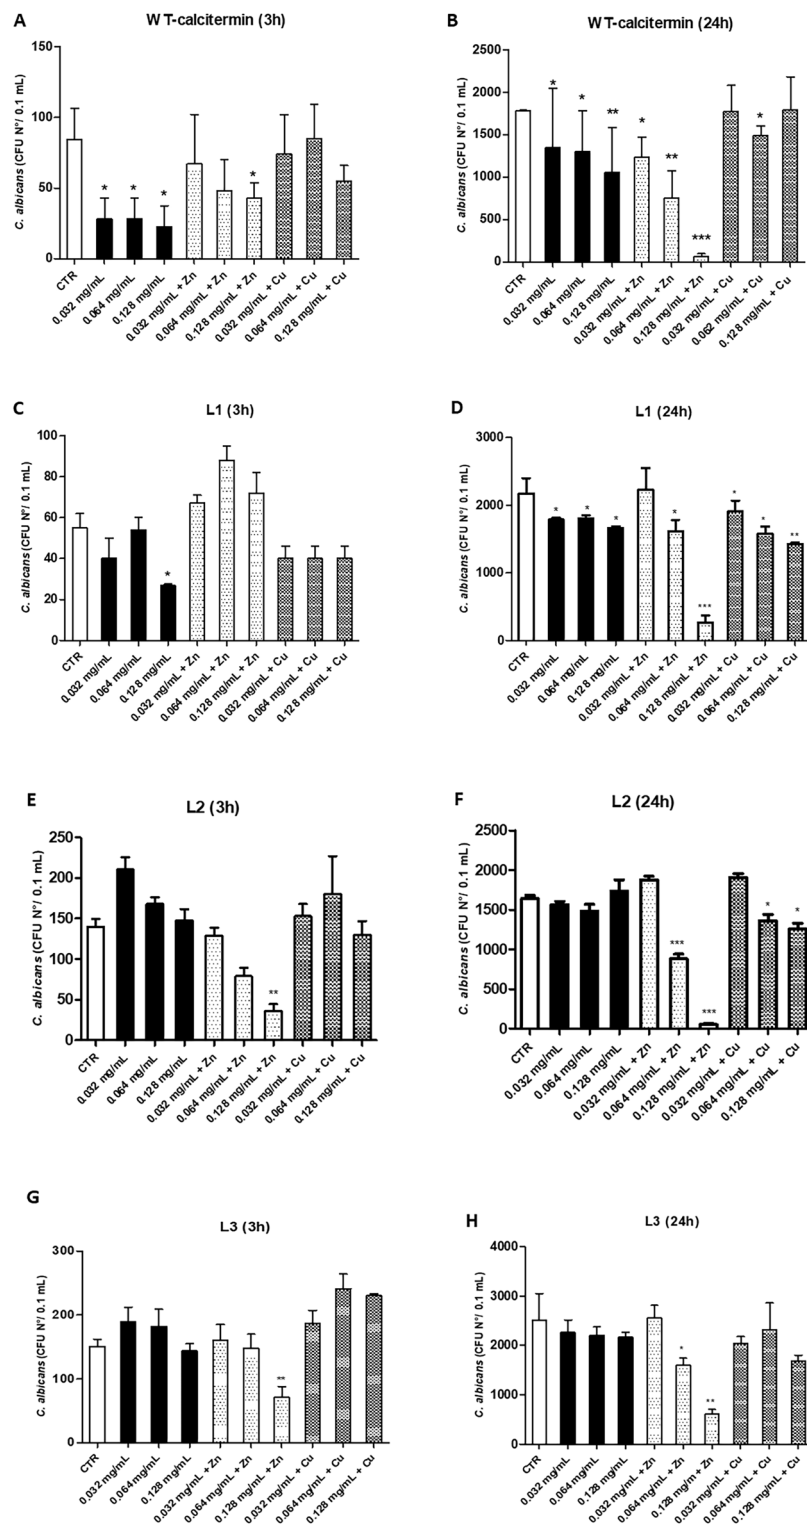 A
WT-calcitermin (3h)
C. albicans (CFU N°/ 0.1 mL)
150
100
50
0
CTR
0.032 mg/mL
0.064 mg/mL
0.128 mg/mL
0.032 mg/mL + Zn
0.064 mg/mL + Zn
0.128 mg/mL + Zn
0.032 mg/mL + Cu
0.064 mg/mL + Cu
0.128 mg/mL + Cu
*
*
*
*
B
WT-calcitermin (24h)
C. albicans (CFU N°/ 0.1 mL)
2500
2000
1500
1000
500
0
CTR
0.032 mg/mL
0.064 mg/mL
0.128 mg/mL
0.032 mg/mL + Zn
0.064 mg/mL + Zn
0.128 mg/mL + Zn
0.032 mg/mL + Cu
0.062 mg/mL + Cu
0.128 mg/mL + Cu
*
*
**
*
**
***
*
C
L1 (3h)
C. albicans (CFU N°/ 0.1 mL)
100
80
60
40
20
0
CTR
0.032 mg/mL
0.064 mg/mL
0.128 mg/mL
0.032 mg/mL + Zn
0.064 mg/mL + Zn
0.128 mg/mL + Zn
0.032 mg/mL + Cu
0.064 mg/mL + Cu
0.128 mg/mL + Cu
*
D
L1 (24h)
C. albicans (CFU N°/ 0.1 mL)
3000
2000
1000
0
CTR
0.032 mg/mL
0.064 mg/mL
0.128 mg/mL
0.032 mg/mL + Zn
0.064 mg/mL + Zn
0.128 mg/mL + Zn
0.032 mg/mL + Cu
0.064 mg/mL + Cu
0.128 mg/mL + Cu
*
*
*
*
***
*
*
**
E
L2 (3h)
C. albicans (CFU N°/ 0.1 mL)
250
200
150
100
50
0
CTR
0.032 mg/mL
0.064 mg/mL
0.128 mg/mL
0.032 mg/mL + Zn
0.064 mg/mL + Zn
0.128 mg/mL + Zn
0.032 mg/mL + Cu
0.064 mg/mL + Cu
0.128 mg/mL + Cu
**
F
L2 (24h)
C. albicans (CFU N°/ 0.1 mL)
2500
2000
1500
1000
500
0
CTR
0.032 mg/mL
0.064 mg/mL
0.128 mg/mL
0.032 mg/mL + Zn
0.064 mg/mL + Zn
0.128 mg/mL + Zn
0.032 mg/mL + Cu
0.064 mg/mL + Cu
0.128 mg/mL + Cu
***
***
*
*
G
L3 (3h)
C. albicans (CFU N°/ 0.1 mL)
300
200
100
0
CTR
0.032 mg/mL
0.064 mg/mL
0.128 mg/mL
0.032 mg/mL + Zn
0.064 mg/mL + Zn
0.128 mg/mL + Zn
0.032 mg/mL + Cu
0.064 mg/mL + Cu
0.128 mg/mL + Cu
**
H
L3 (24h)
C. albicans (CFU N°/ 0.1 mL)
4000
3000
2000
1000
0
CTR
0.032 mg/mL
0.064 mg/mL
0.128 mg/mL
0.032 mg/mL + Zn
0.064 mg/mL + Zn
0.128 mg/m + Zn
0.032 mg/mL + Cu
0.064 mg/mL + Cu
0.128 mg/mL + Cu
*
**